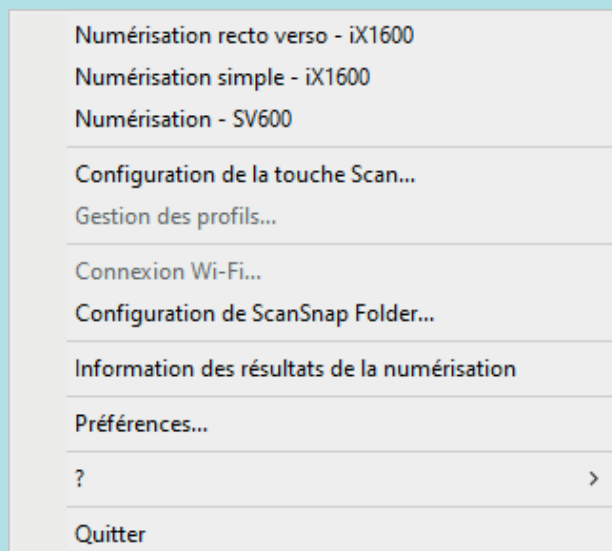 Numérisation recto verso - iX1600
Numérisation simple - iX1600
Numérisation - SV600
Configuration de la touche Scan...
Gestion des profils...
Connexion Wi-Fi...
Configuration de ScanSnap Folder...
Information des résultats de la numérisation
Préférences...
?
Quitter